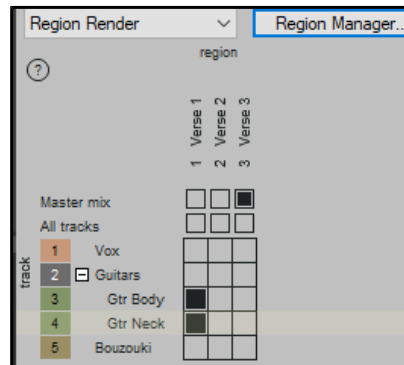 Region Render
Region Manager...
?
region
1 Verse 1
2 Verse 2
3 Verse 3
Master mix
All tracks
track
1 Vox
2 Guitars
3 Gtr Body
4 Gtr Neck
5 Bouzouki